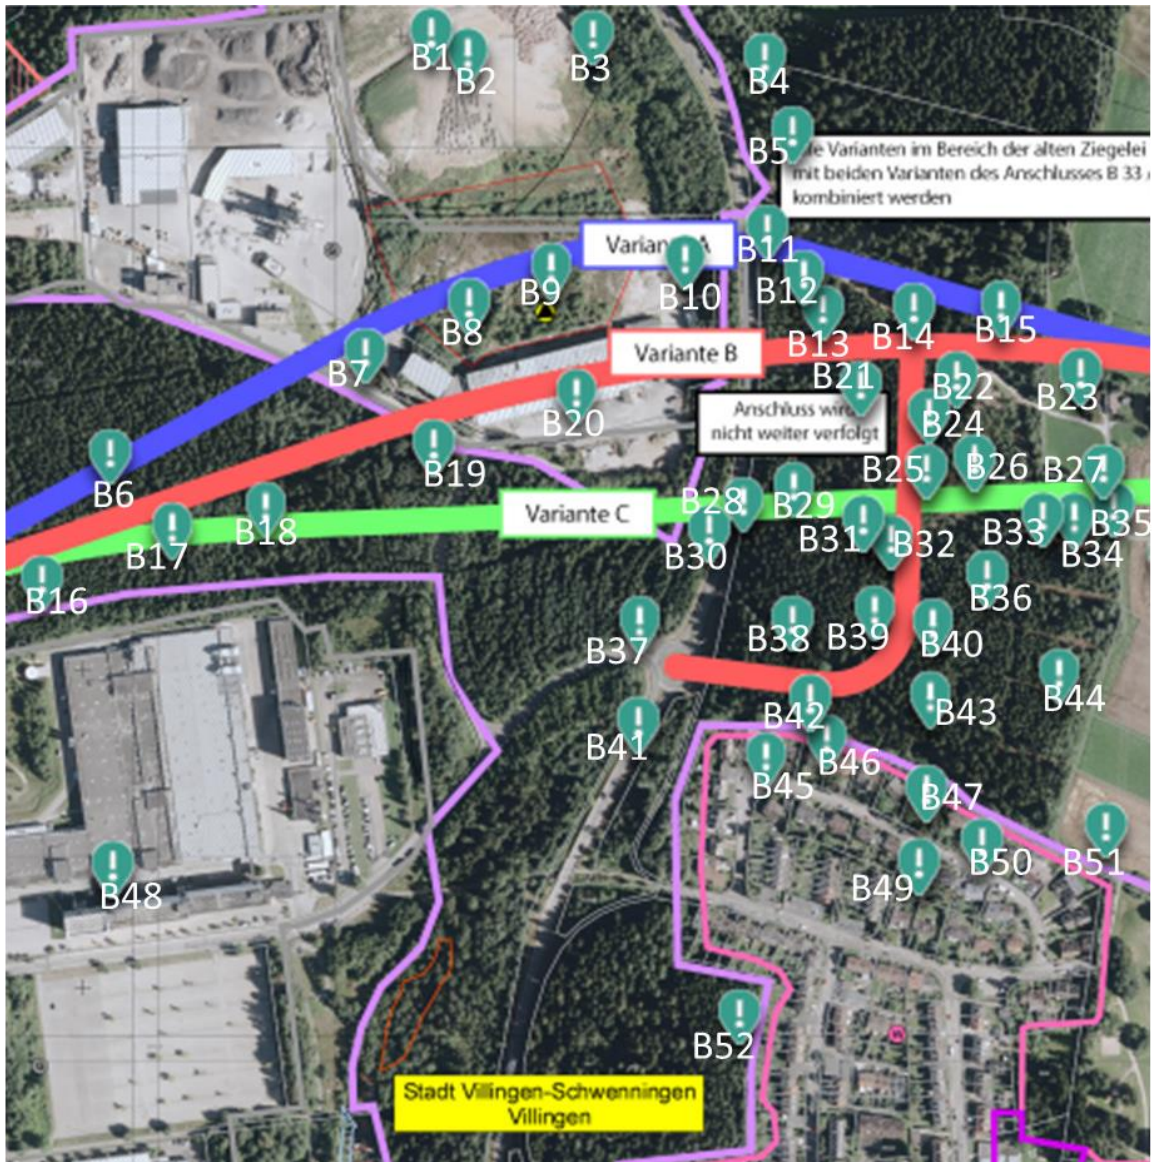 B1
B2
B3
B4
B5
le Varianten im Bereich der alten Ziegelei
mit beiden Varianten des Anschlusses B 33
kombiniert werden
Varian A
B11
B9
B10
B12
B8
B13
B14
B15
B7
Variante B
B21
B22
B23
B20
Anschluss wird
nicht weiter verfolgt
B24
B6
B19
B25
B26
B27
B28
B29
Variante C
B18
B17
B30
B31
B32
B33
B34
B35
B16
B36
B37
B38
B39
B40
B44
B42
B43
B41
B46
B45
B47
B48
B49
B50
B51
B52
Stadt Villingen-Schwenningen
Villingen